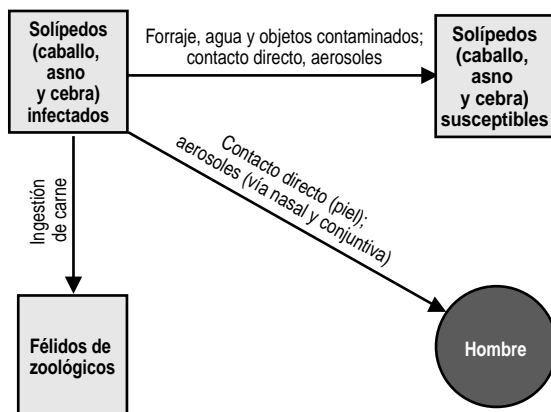 Solípedos
(caballo,
asno
y cebra)
infectados
Forraje, agua y objetos contaminados;
contacto directo, aerosoles
Solípedos
(caballo,
asno
y cebra)
susceptibles
Ingestión
de carne
Contacto directo (piel);
aerosoles (vía nasal y conjuntiva)
Félidos de
zoológicos
Hombre